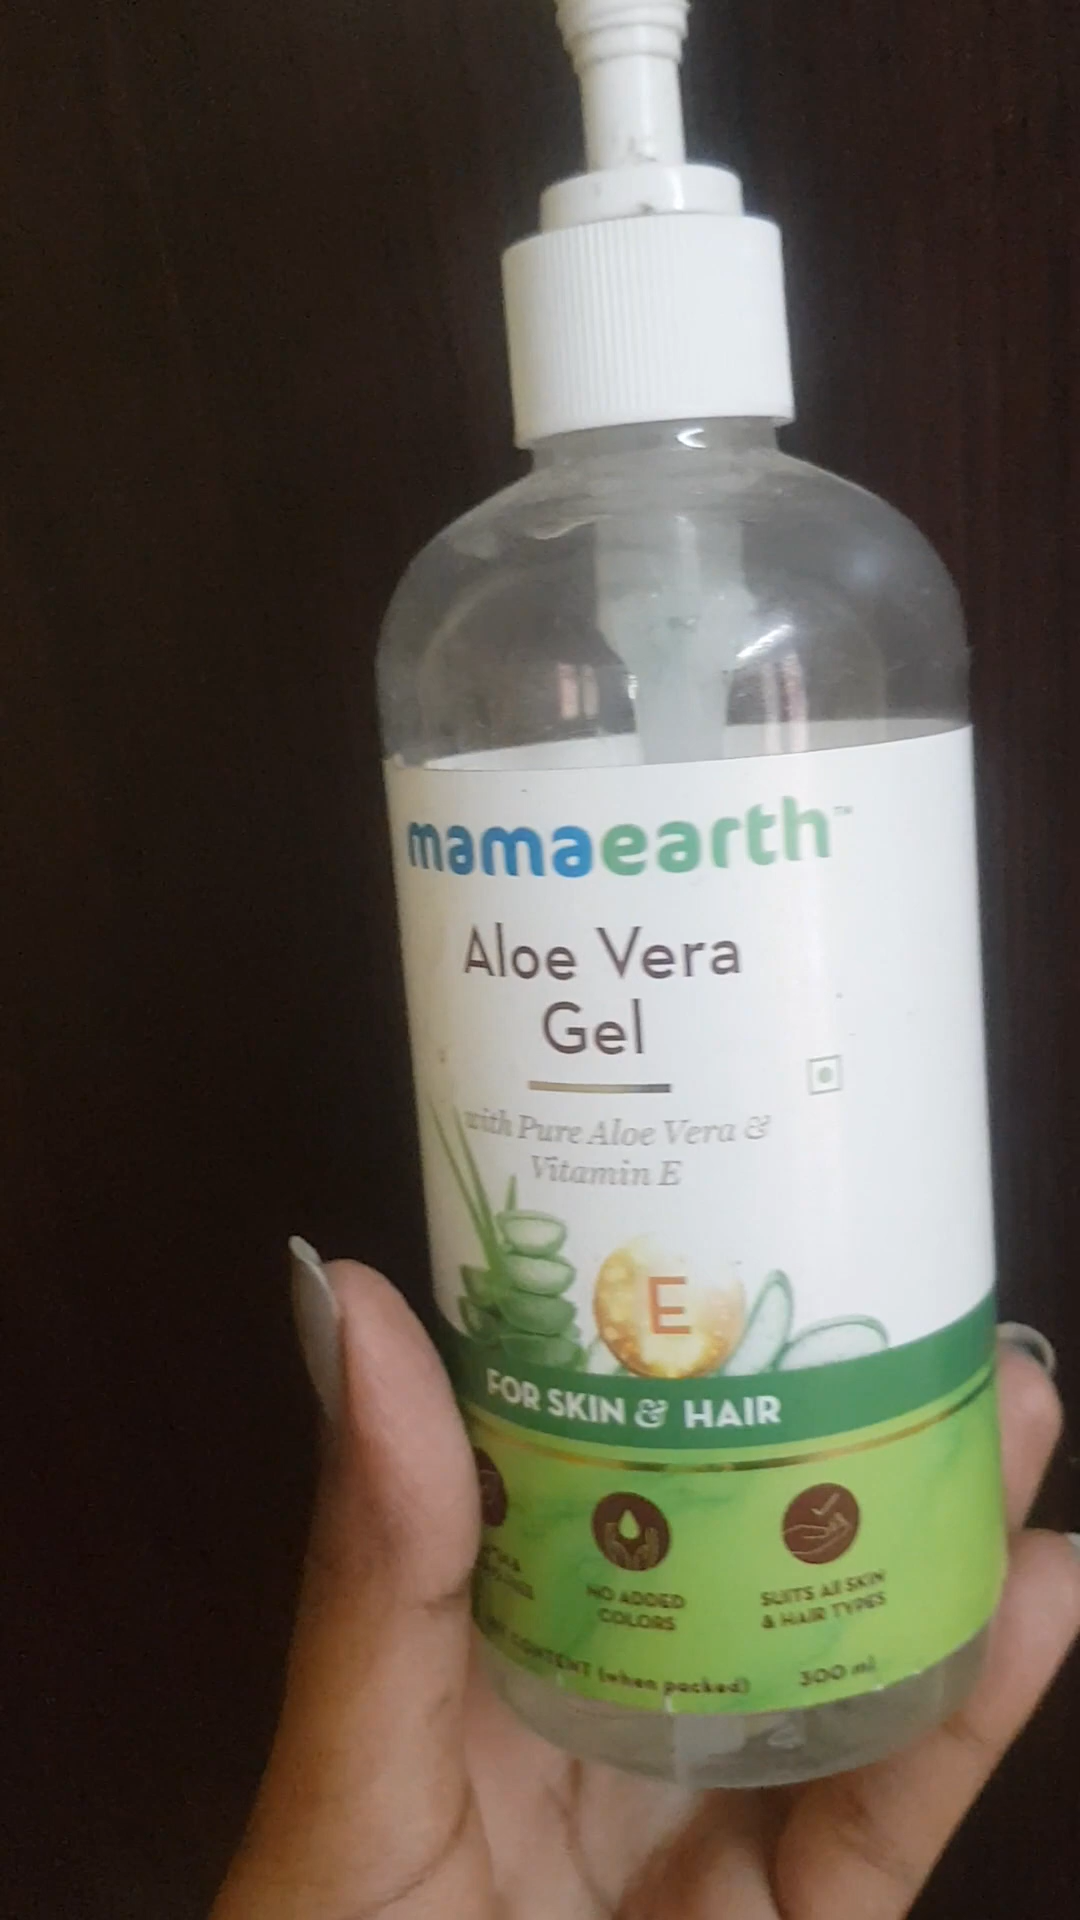 mamaearth™
Aloe Vera
Gel
with Pure Aloe Vera &
Vitamin E
E
FOR SKIN & HAIR
NO ADDED
COLORS
SUITS All SKIN
& HAIR TYPES
CONTENT (when packed) 300 ml